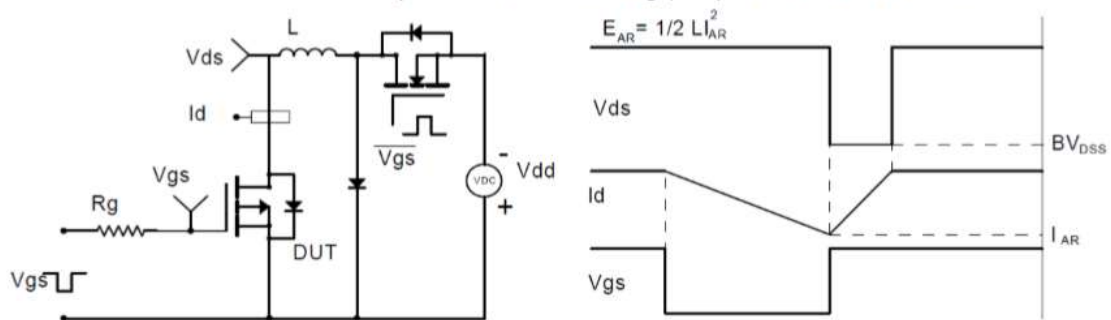 L
Vds
Id
Vgs
Vgs
Rg
DUT
Vgs
-
VDC
Vdd
+
E_AR = 1/2 LI²_AR
Vds
BV_DSS
Id
I_AR
Vgs